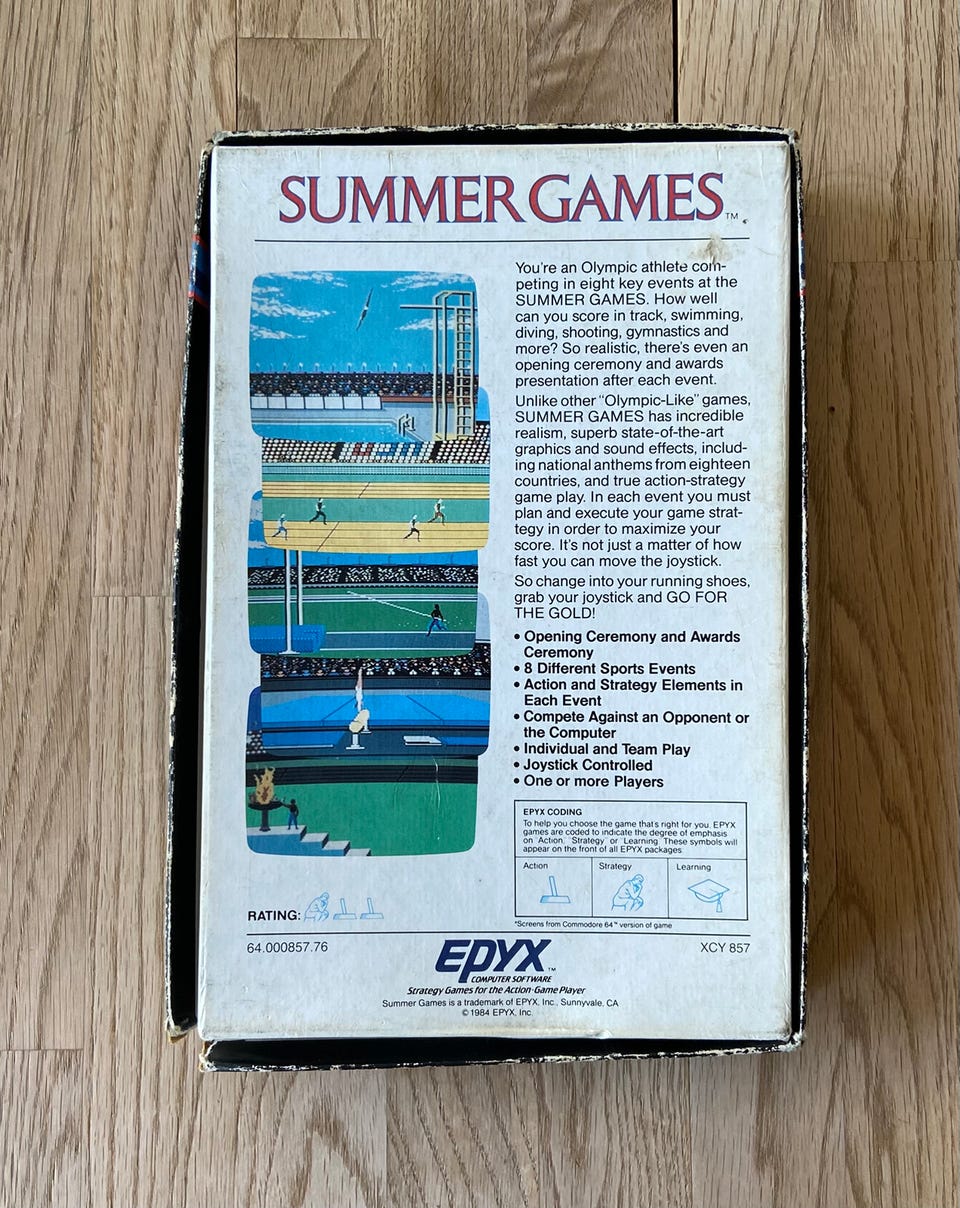 SUMMER GAMES™
You're an Olympic athlete com-
peting in eight key events at the
SUMMER GAMES. How well
can you score in track, swimming,
diving, shooting, gymnastics and
more? So realistic, there's even an
opening ceremony and awards
presentation after each event.
Unlike other "Olympic-Like" games,
SUMMER GAMES has incredible
realism, superb state-of-the-art
graphics and sound effects, includ-
ing national anthems from eighteen
countries, and true action-strategy
game play. In each event you must
plan and execute your game strat-
egy in order to maximize your
score. It's not just a matter of how
fast you can move the joystick.
So change into your running shoes,
grab your joystick and GO FOR
THE GOLD!
• Opening Ceremony and Awards
Ceremony
• 8 Different Sports Events
• Action and Strategy Elements in
Each Event
• Compete Against an Opponent or
the Computer
• Individual and Team Play
• Joystick Controlled
• One or more Players
EPYX CODING
To help you choose the game that's right for you, EPYX
games are coded to indicate the degree of emphasis
on Action, Strategy or Learning. These symbols will
appear on the front of all EPYX packages.
Action Strategy Learning
*Screens from Commodore 64™ version of game
RATING:
64.000857.76
XCY 857
EPYX™
COMPUTER SOFTWARE
Strategy Games for the Action-Game Player
Summer Games is a trademark of EPYX, Inc., Sunnyvale, CA
© 1984 EPYX, Inc.